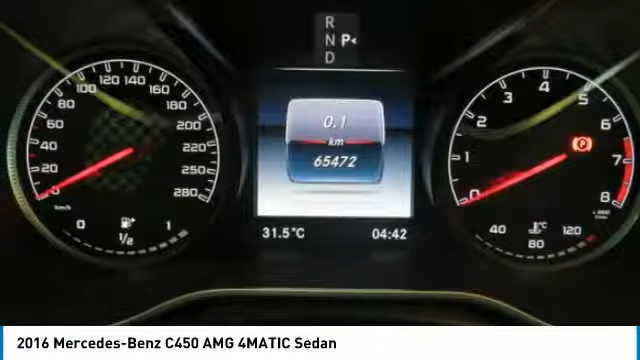 R
N P
D
0 20 40 60 80 100 120 140 160 180 200 220 250 280
km/h
0 1/2 1
0.1
km
65472
31.5°C 04:42
0 1 2 3 4 5 6 7 8
P
x 1000
1/min
°C
40 80 120
2016 Mercedes-Benz C450 AMG 4MATIC Sedan